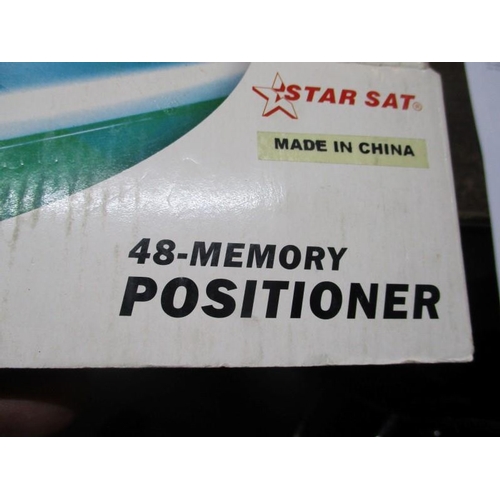 STAR SAT®
MADE IN CHINA
48-MEMORY
POSITIONER